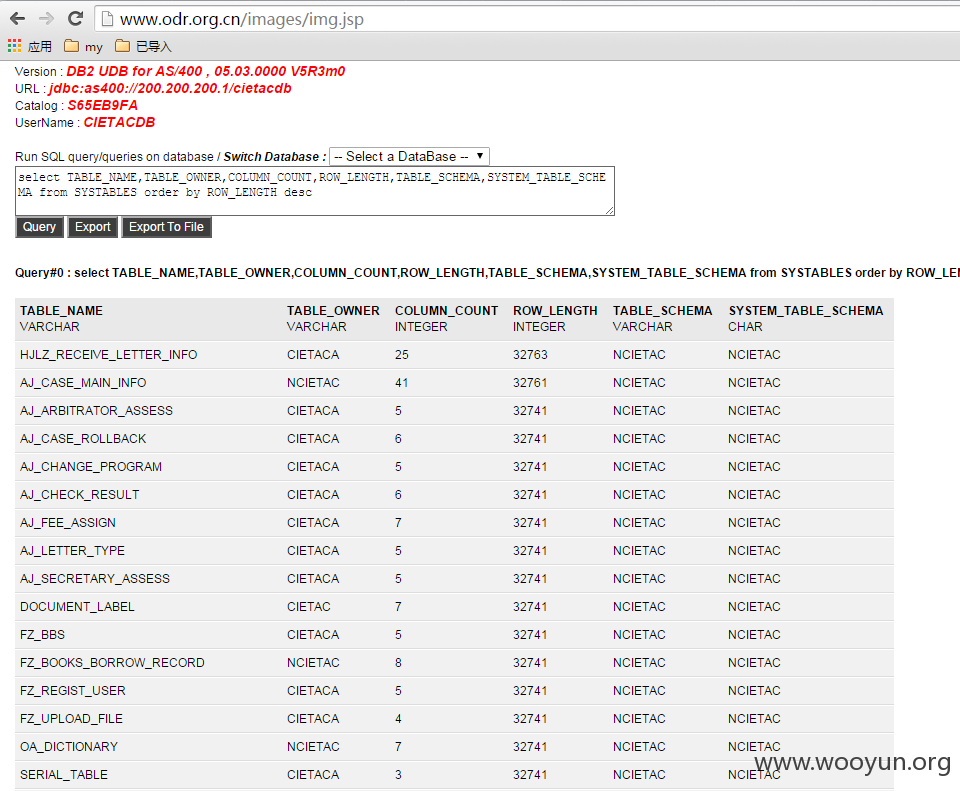 www.odr.org.cn/images/img.jsp
应用 my 已导入
Version : DB2 UDB for AS/400 , 05.03.0000 V5R3m0
URL : jdbc:as400://200.200.200.1/cietacdb
Catalog : S65EB9FA
UserName : CIETACDB
Run SQL query/queries on database / Switch Database : -- Select a DataBase --
select TABLE_NAME,TABLE_OWNER,COLUMN_COUNT,ROW_LENGTH,TABLE_SCHEMA,SYSTEM_TABLE_SCHE
MA from SYSTABLES order by ROW_LENGTH desc
Query Export Export To File
Query#0 : select TABLE_NAME,TABLE_OWNER,COLUMN_COUNT,ROW_LENGTH,TABLE_SCHEMA,SYSTEM_TABLE_SCHEMA from SYSTABLES order by ROW_LEN
TABLE_NAME TABLE_OWNER COLUMN_COUNT ROW_LENGTH TABLE_SCHEMA SYSTEM_TABLE_SCHEMA
VARCHAR VARCHAR INTEGER INTEGER VARCHAR CHAR
HJLZ_RECEIVE_LETTER_INFO CIETACA 25 32763 NCIETAC NCIETAC
AJ_CASE_MAIN_INFO NCIETAC 41 32761 NCIETAC NCIETAC
AJ_ARBITRATOR_ASSESS CIETACA 5 32741 NCIETAC NCIETAC
AJ_CASE_ROLLBACK CIETACA 6 32741 NCIETAC NCIETAC
AJ_CHANGE_PROGRAM CIETACA 5 32741 NCIETAC NCIETAC
AJ_CHECK_RESULT CIETACA 6 32741 NCIETAC NCIETAC
AJ_FEE_ASSIGN CIETACA 7 32741 NCIETAC NCIETAC
AJ_LETTER_TYPE CIETACA 5 32741 NCIETAC NCIETAC
AJ_SECRETARY_ASSESS CIETACA 5 32741 NCIETAC NCIETAC
DOCUMENT_LABEL CIETAC 7 32741 NCIETAC NCIETAC
FZ_BBS CIETACA 5 32741 NCIETAC NCIETAC
FZ_BOOKS_BORROW_RECORD NCIETAC 8 32741 NCIETAC NCIETAC
FZ_REGIST_USER CIETACA 5 32741 NCIETAC NCIETAC
FZ_UPLOAD_FILE CIETACA 4 32741 NCIETAC NCIETAC
OA_DICTIONARY NCIETAC 7 32741 NCIETAC NCIETAC
SERIAL_TABLE CIETACA 3 32741 NCIETAC NCIETAC
www.wooyun.org